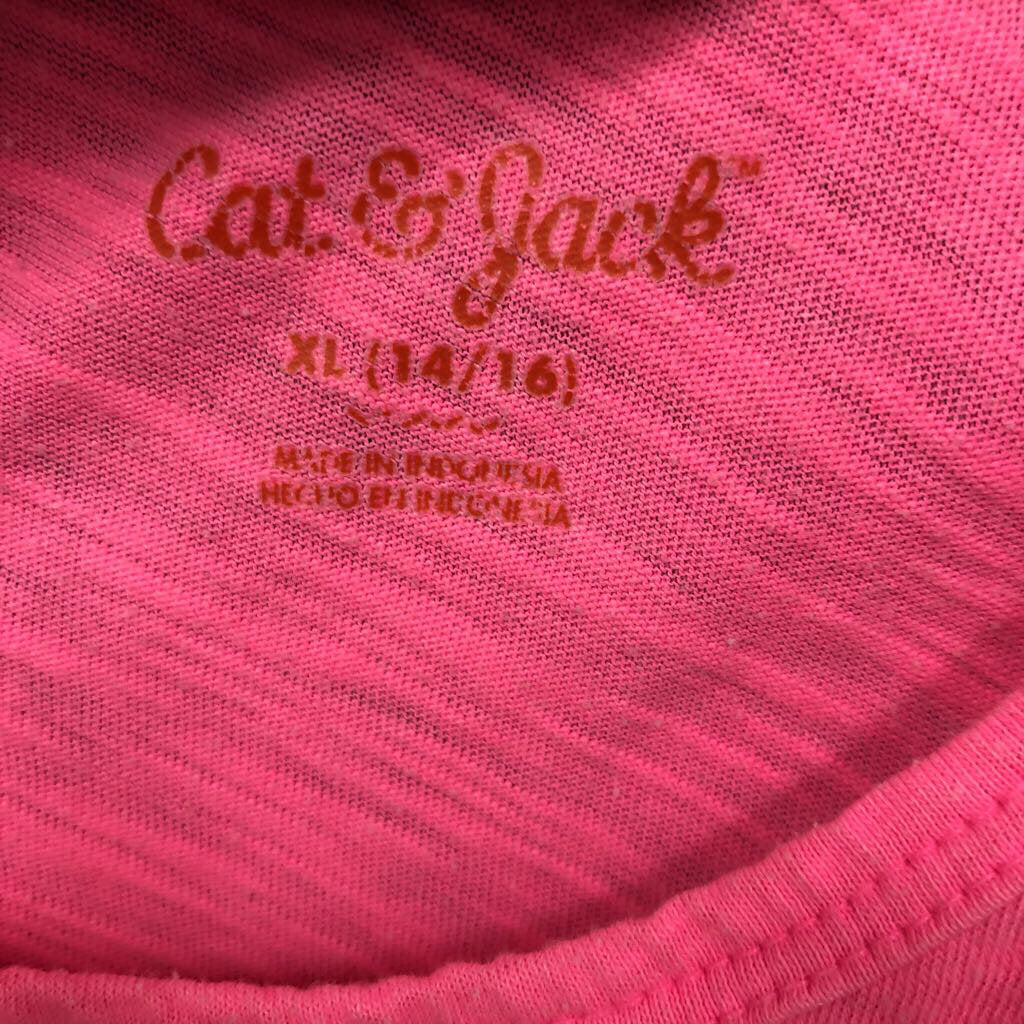 Cat & Jack™
XL (14/16)
MADE IN INDONESIA
HECHO EN INDONESIA